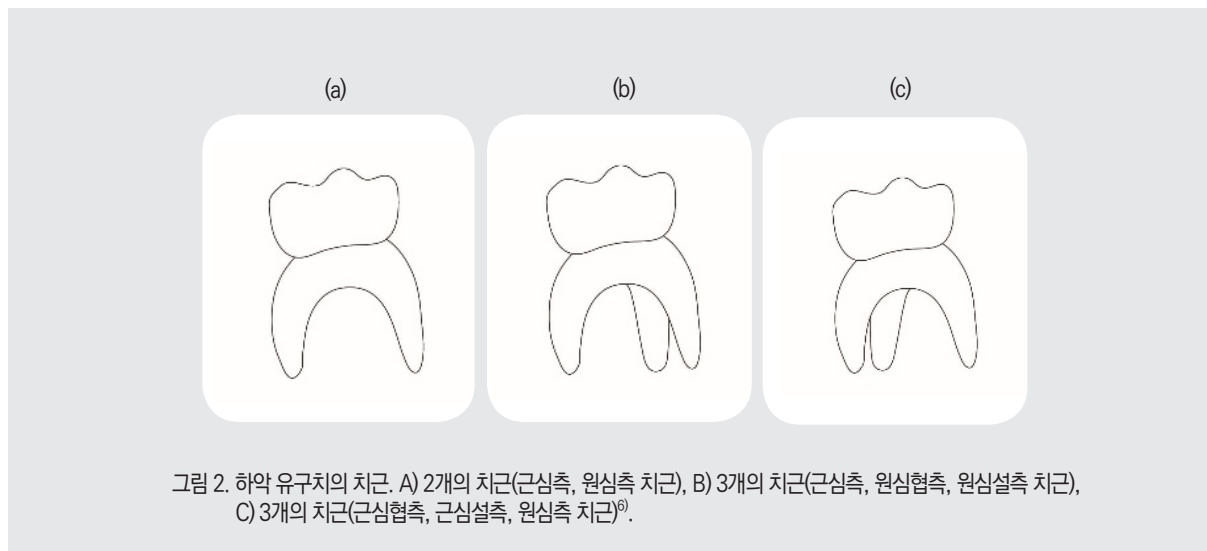 (a)
(b)
(c)
그림 2. 하악 유구치의 치근. A) 2개의 치근(근심측, 원심측 치근), B) 3개의 치근(근심측, 원심협측, 원심설측 치근),
C) 3개의 치근(근심협측, 근심설측, 원심측 치근)⁶⁾.